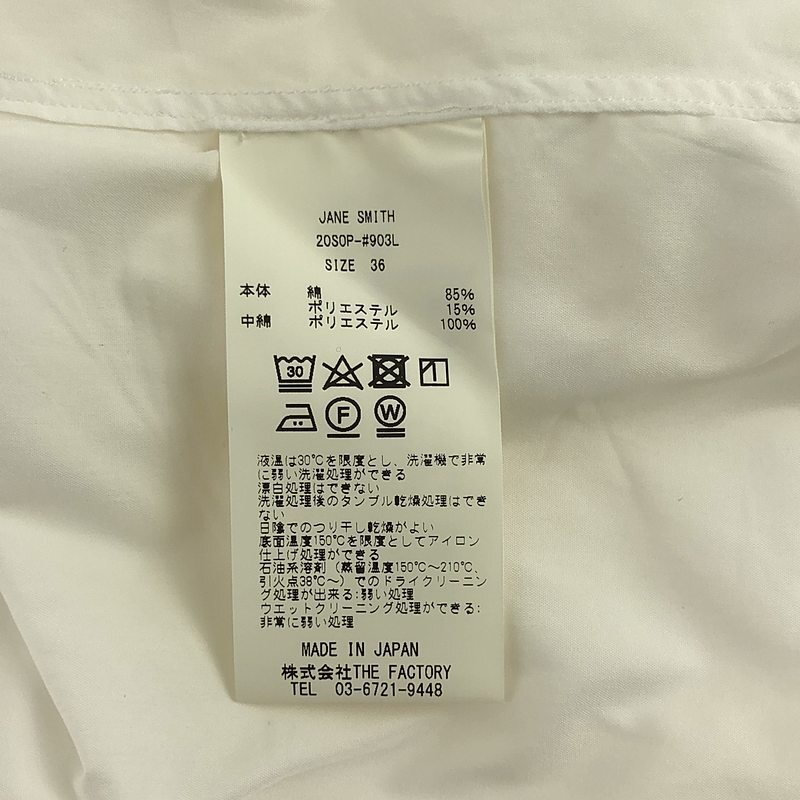 JANE SMITH
20SOP-#903L
SIZE 36
本体 綿 85%
ポリエステル 15%
中綿 ポリエステル 100%
30
F W
液温は30℃を限度とし、洗濯機で非常
に弱い洗濯処理ができる
漂白処理はできない
洗濯処理後のタンブル乾燥処理はでき
ない
日陰でのつり干し乾燥がよい
底面温度150℃を限度としてアイロン
仕上げ処理ができる
石油系溶剤（蒸留温度150℃～210℃、
引火点38℃～）でのドライクリーニン
グ処理が出来る:弱い処理
ウエットクリーニング処理ができる:
非常に弱い処理
MADE IN JAPAN
株式会社THE FACTORY
TEL 03-6721-9448